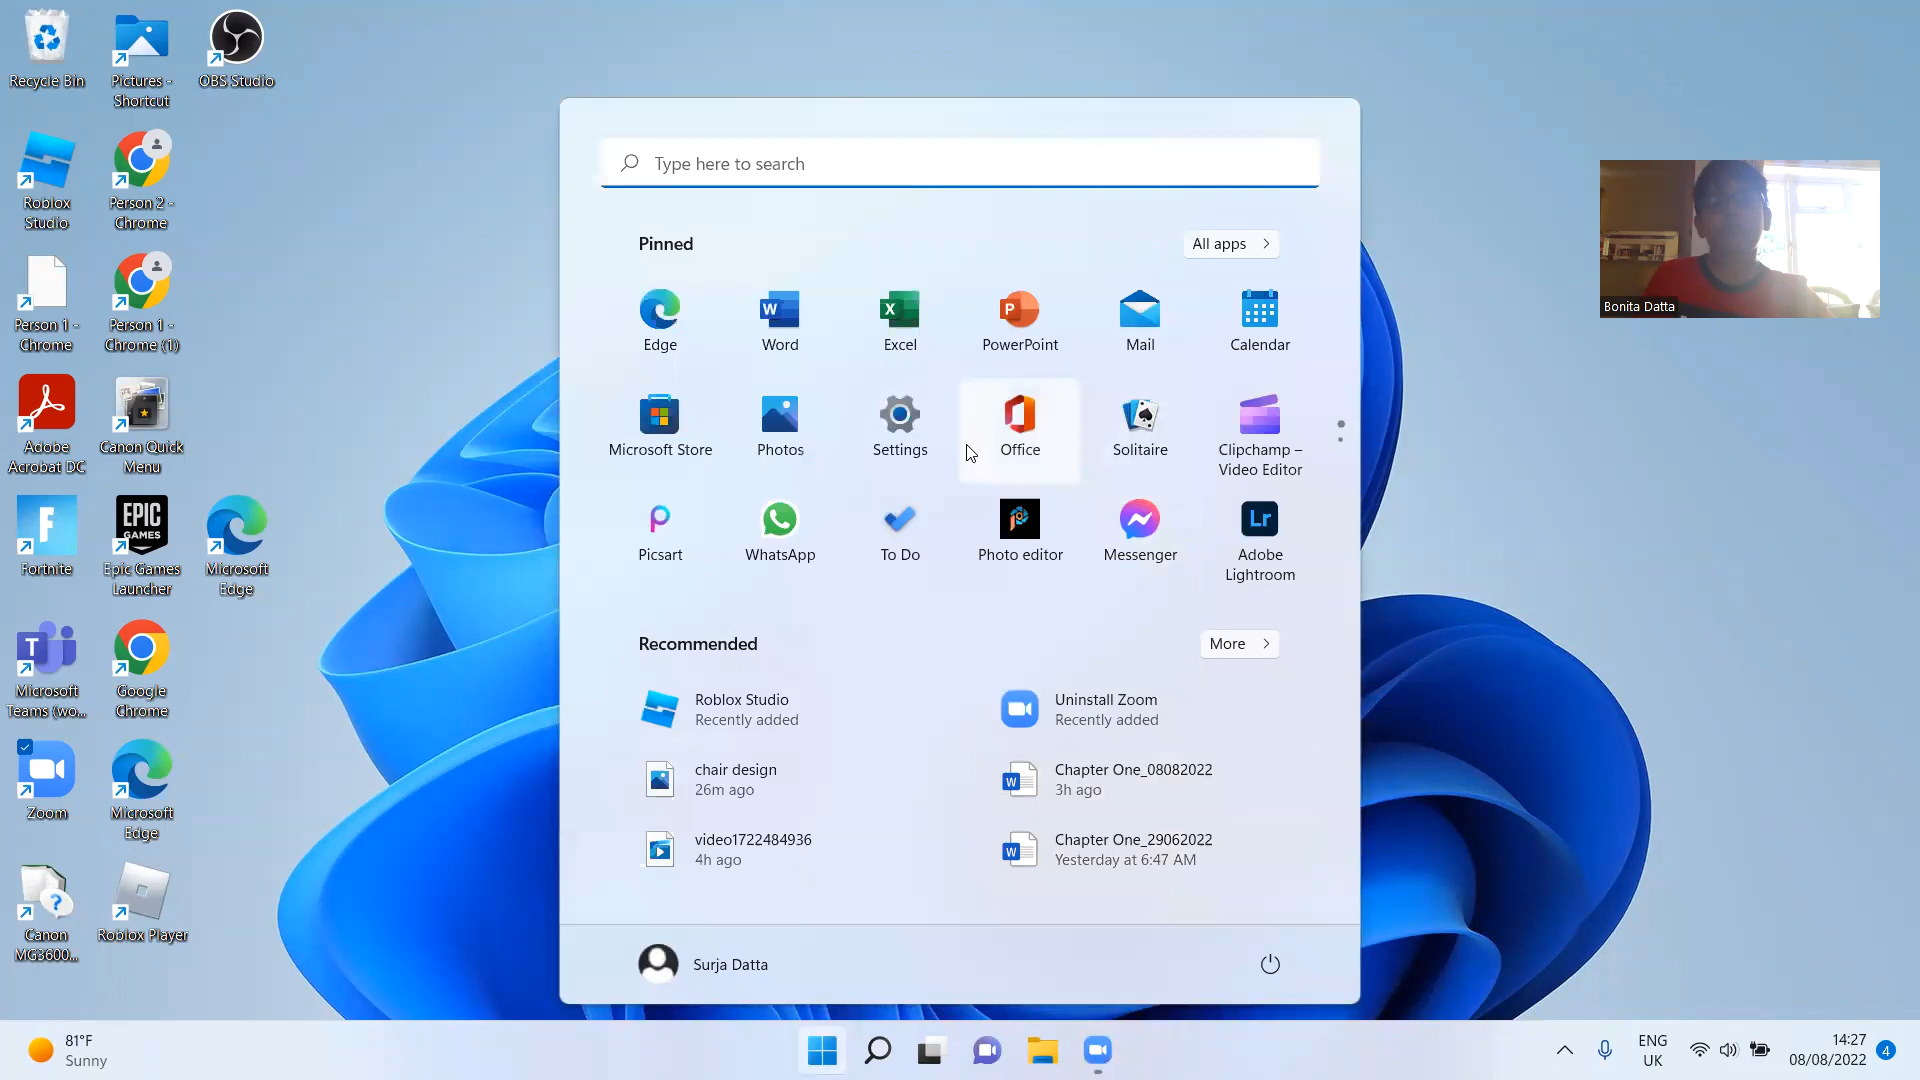 Recycle Bin
Pictures -
Shortcut
OBS Studio
Roblox
Studio
Person 2 -
Chrome
Person 1 -
Chrome
Person 1 -
Chrome (1)
Adobe
Acrobat DC
Canon Quick
Menu
Fortnite
EPIC
GAMES
Epic Games
Launcher
Microsoft
Edge
Microsoft
Teams (wo...
Google
Chrome
Zoom
Microsoft
Edge
Canon
MG3600...
Roblox Player
Type here to search
Pinned
All apps
Edge
Word
Excel
PowerPoint
Mail
Calendar
Microsoft Store
Photos
Settings
Office
Solitaire
Clipchamp –
Video Editor
Picsart
WhatsApp
To Do
Photo editor
Messenger
Lr
Adobe
Lightroom
Recommended
More
Roblox Studio
Recently added
Uninstall Zoom
Recently added
chair design
26m ago
Chapter One_08082022
3h ago
video1722484936
4h ago
Chapter One_29062022
Yesterday at 6:47 AM
Surja Datta
Bonita Datta
81°F
Sunny
ENG
UK
14:27
08/08/2022
4